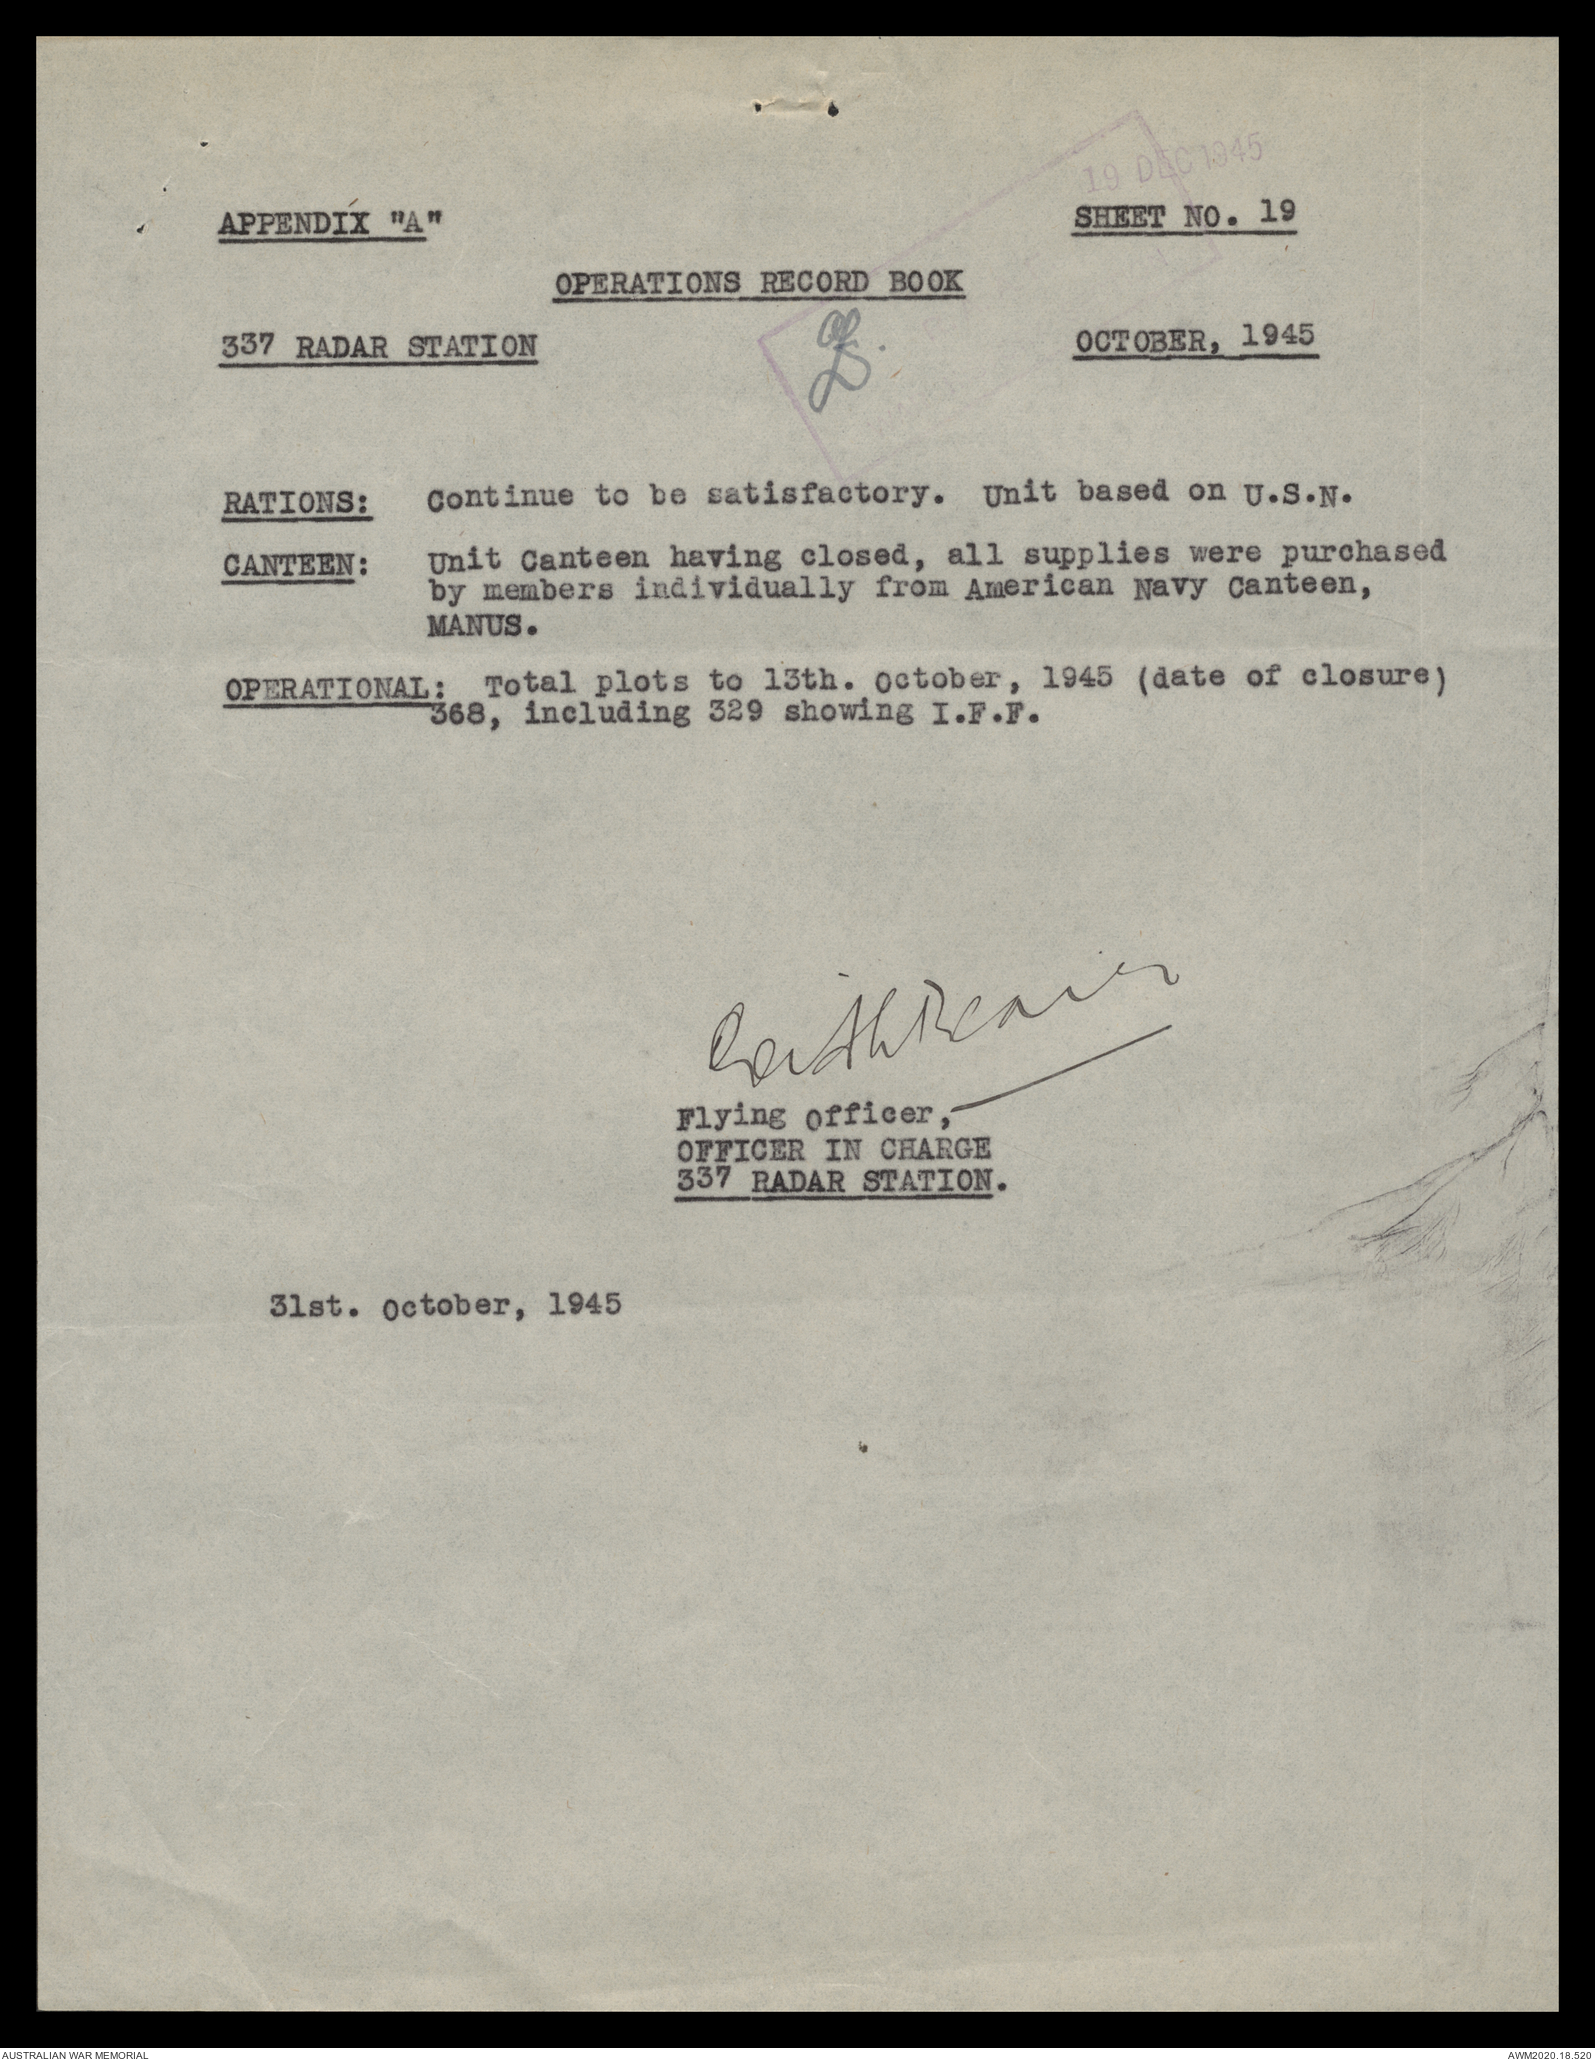 19 DEC 1945
APPENDIX "A"
SHEET NO. 19
OPERATIONS RECORD BOOK
337 RADAR STATION
OCTOBER, 1945
RATIONS: Continue to be satisfactory. Unit based on U.S.N.
CANTEEN: Unit Canteen having closed, all supplies were purchased
by members individually from American Navy Canteen,
MANUS.
OPERATIONAL: Total plots to 13th. October, 1945 (date of closure)
368, including 329 showing I.F.F.
Flying Officer,
OFFICER IN CHARGE
337 RADAR STATION.
31st. October, 1945
AUSTRALIAN WAR MEMORIAL
AWM2020.18.520